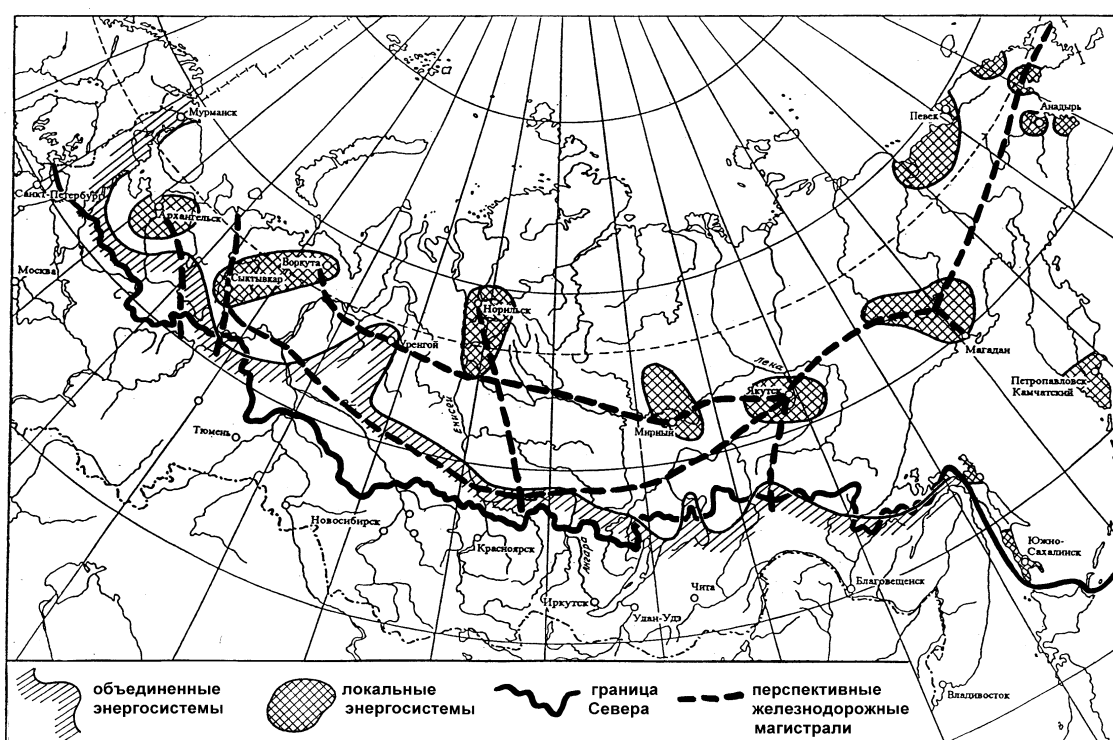 Мурманск
Певек
Анадырь
Санкт-Петербург
Архангельск
Москва
Воркута
Сыктывкар
Норильск
Уренгой
Лена
Магадан
Якутск
Петропавловск-
Камчатский
Енисей
Мирный
Тюмень
Новосибирск
Красноярск
Южно-
Сахалинск
Иркутск
Чита
Благовещенск
Улан-Удэ
Владивосток
объединенные
энергосистемы
локальные
энергосистемы
граница
Севера
перспективные
железнодорожные
магистрали